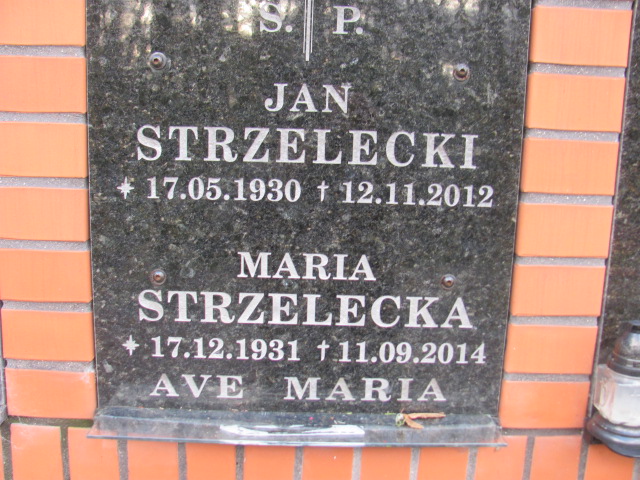 Ś. P.
JAN
STRZELECKI
* 17.05.1930 † 12.11.2012
MARIA
STRZELECKA
* 17.12.1931 † 11.09.2014
AVE MARIA